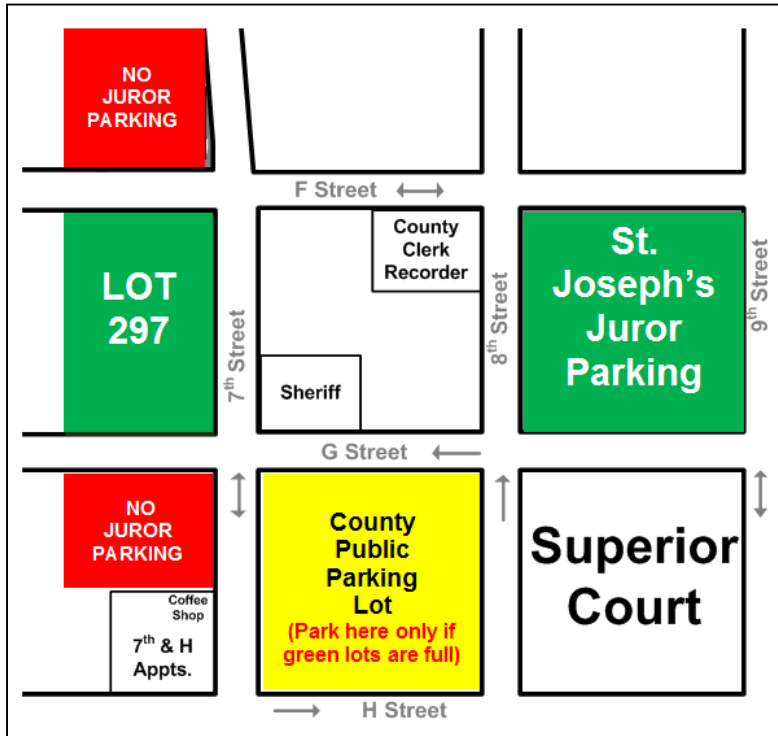 NO
JUROR
PARKING
F Street
LOT
297
7th Street
County
Clerk
Recorder
Sheriff
8th Street
St.
Joseph’s
Juror
Parking
9th Street
G Street
NO
JUROR
PARKING
Coffee
Shop
7th & H
Appts.
County
Public
Parking
Lot
(Park here only if
green lots are full)
Superior
Court
H Street